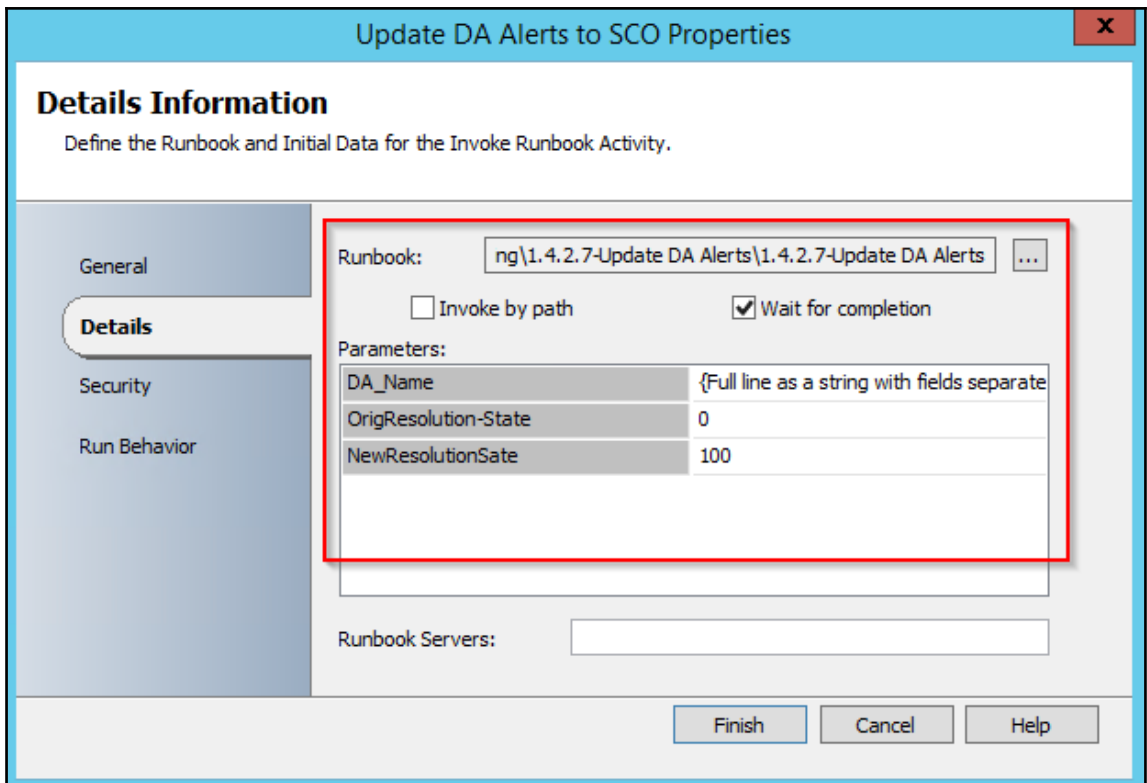 Update DA Alerts to SCO Properties
x
Details Information
Define the Runbook and Initial Data for the Invoke Runbook Activity.
General
Details
Security
Run Behavior
Runbook: ng\1.4.2.7-Update DA Alerts\1.4.2.7-Update DA Alerts ...
Invoke by path Wait for completion
Parameters:
DA_Name {Full line as a string with fields separate
OrigResolution-State 0
NewResolutionSate 100
Runbook Servers:
Finish Cancel Help